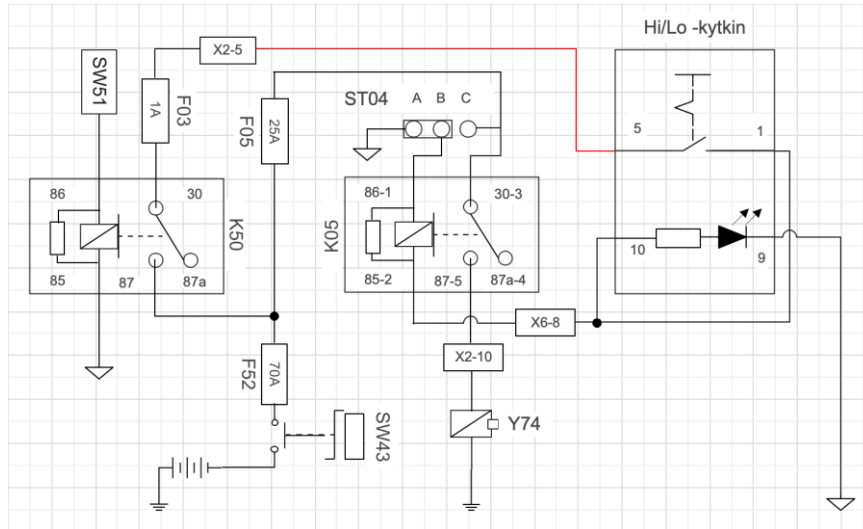 Hi/Lo -kytkin
X2-5
SW51
F03
1A
F05
25A
ST04 A B C
5 1
86 30
K50
85 87 87a
86-1 30-3
K05
85-2 87-5 87a-4
10 9
X6-8
X2-10
F52
70A
SW43
Y74